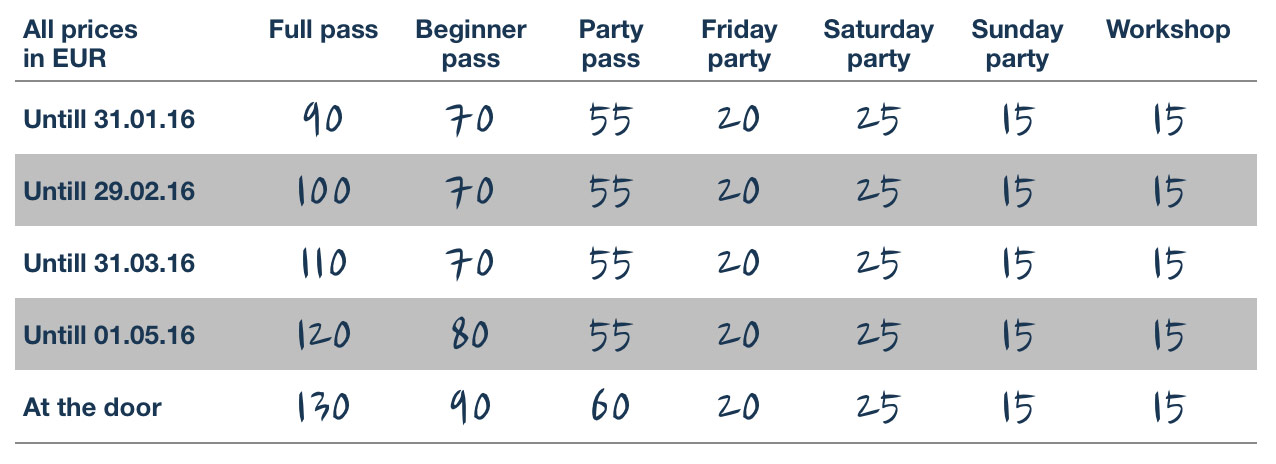 All prices in EUR Full pass Beginner pass Party pass Friday party Saturday party Sunday party Workshop
Untill 31.01.16 90 70 55 20 25 15 15
Untill 29.02.16 100 70 55 20 25 15 15
Untill 31.03.16 110 70 55 20 25 15 15
Untill 01.05.16 120 80 55 20 25 15 15
At the door 130 90 60 20 25 15 15